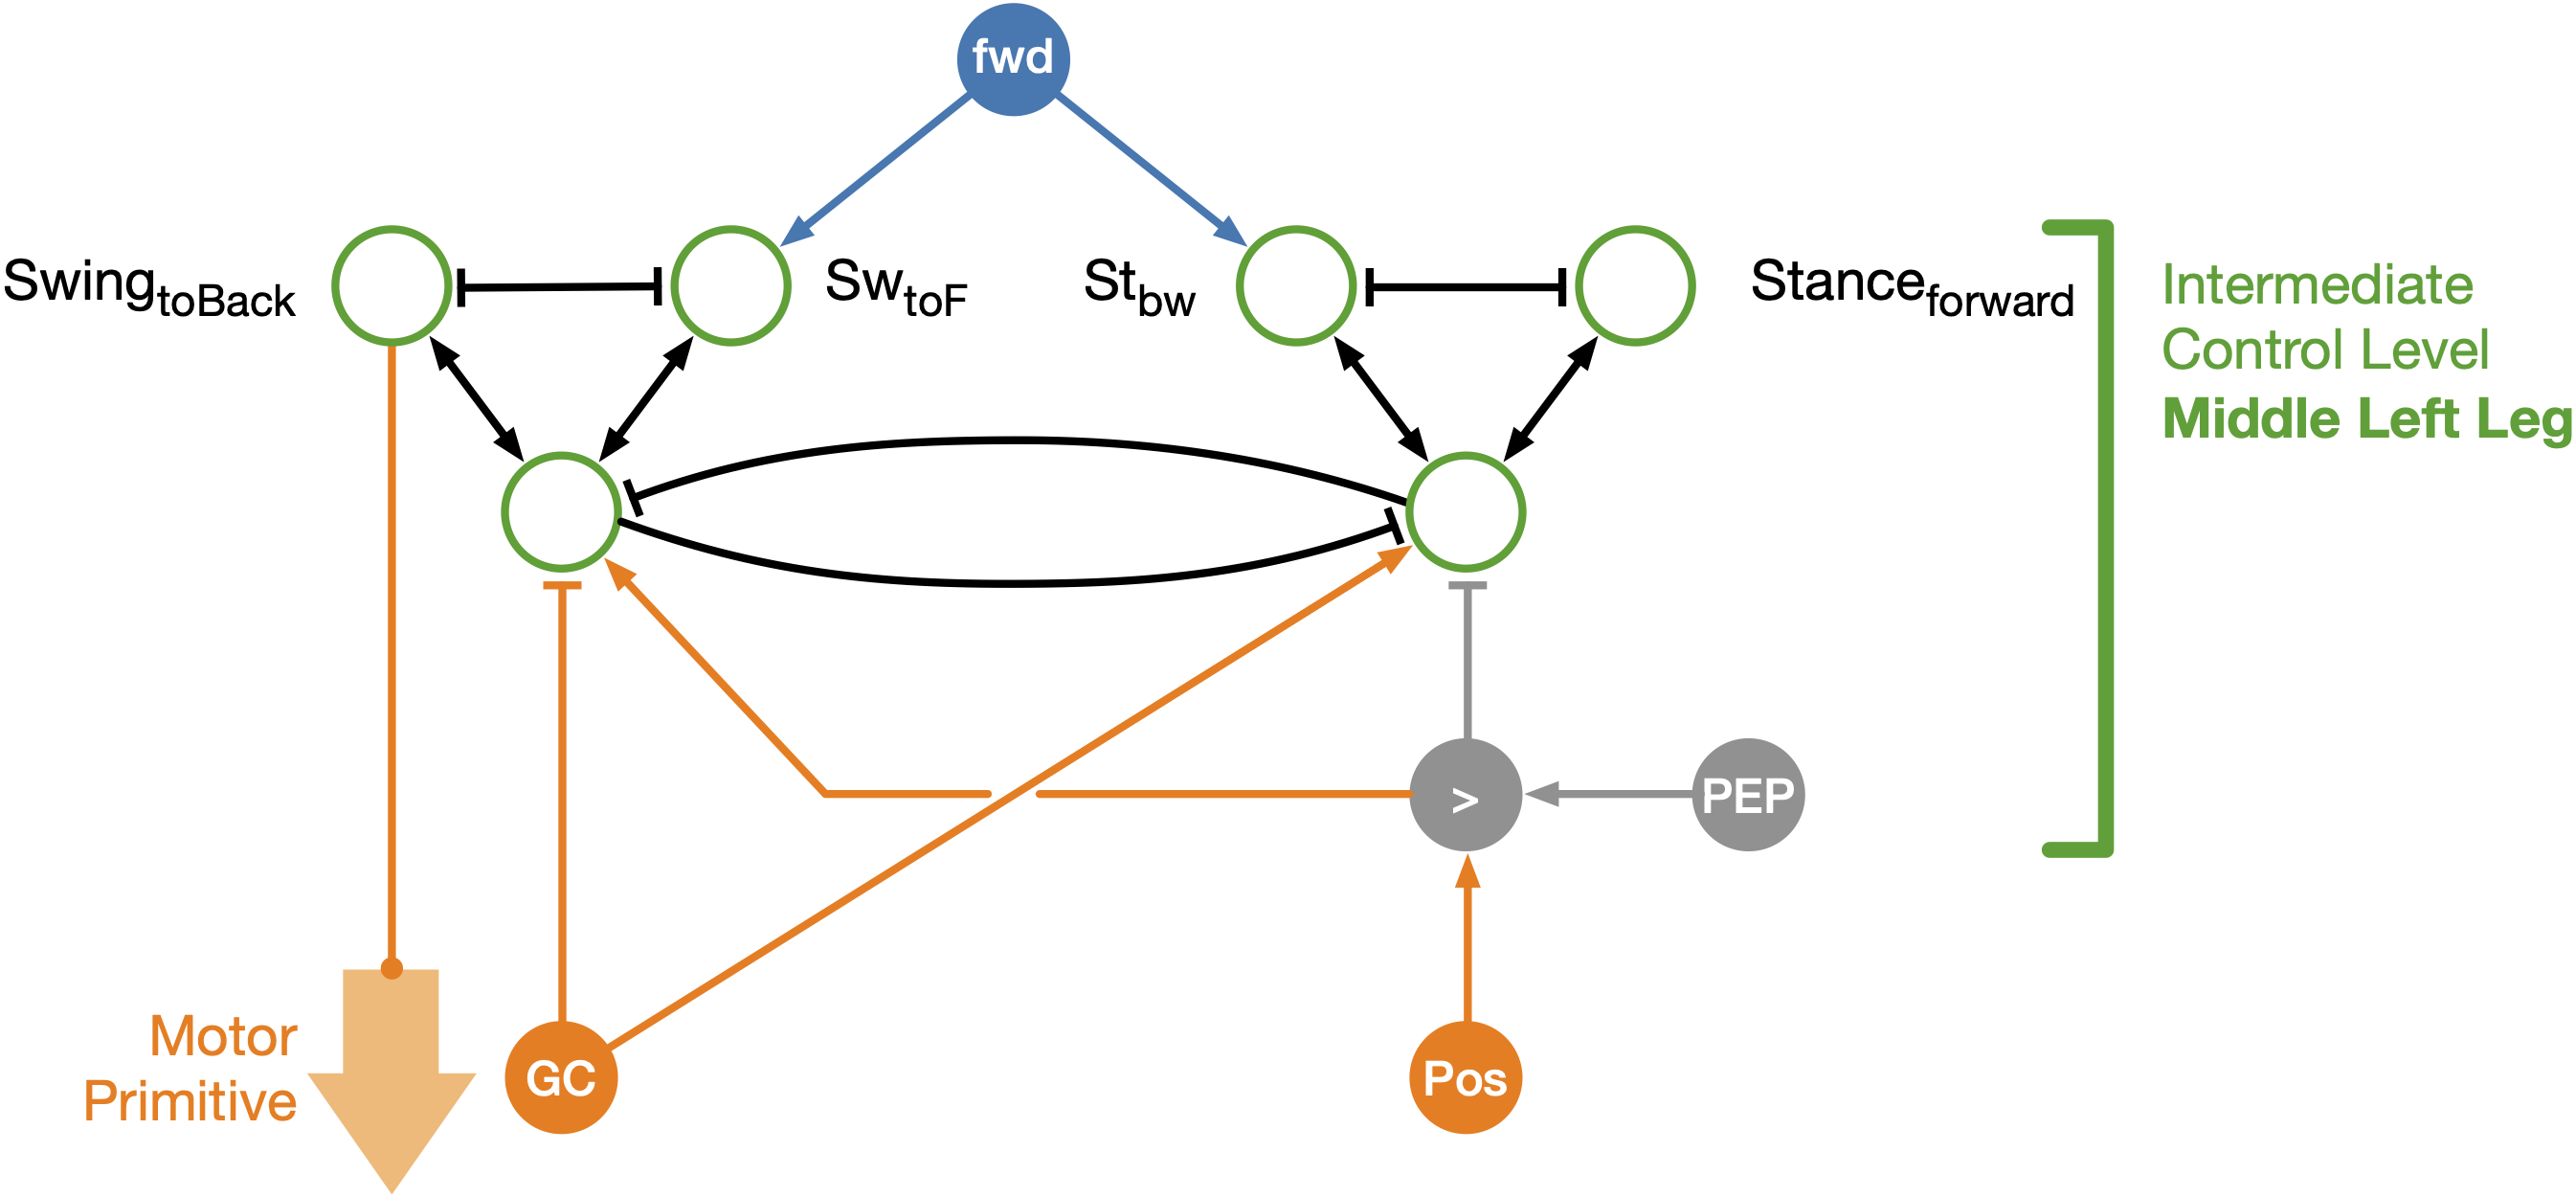 fwd
Swing toBack
Sw toF
St bw
Stance forward
Intermediate
Control Level
Middle Left Leg
>
PEP
Motor
Primitive
GC
Pos